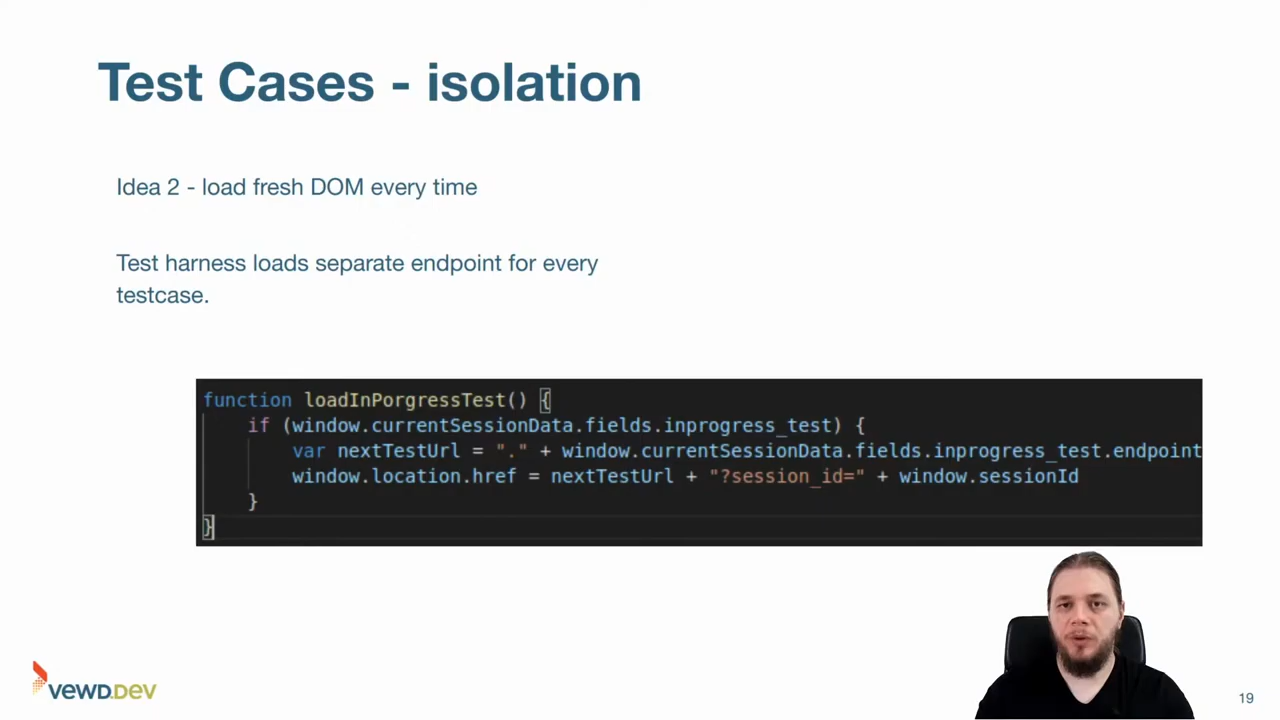 Test Cases - isolation
Idea 2 - load fresh DOM every time
Test harness loads separate endpoint for every
testcase.
function loadInPorgressTest() {
if (window.currentSessionData.fields.inprogress_test) {
var nextTestUrl = "." + window.currentSessionData.fields.inprogress_test.endpoint
window.location.href = nextTestUrl + "?session_id=" + window.sessionId
}
}
vewd.dev
19